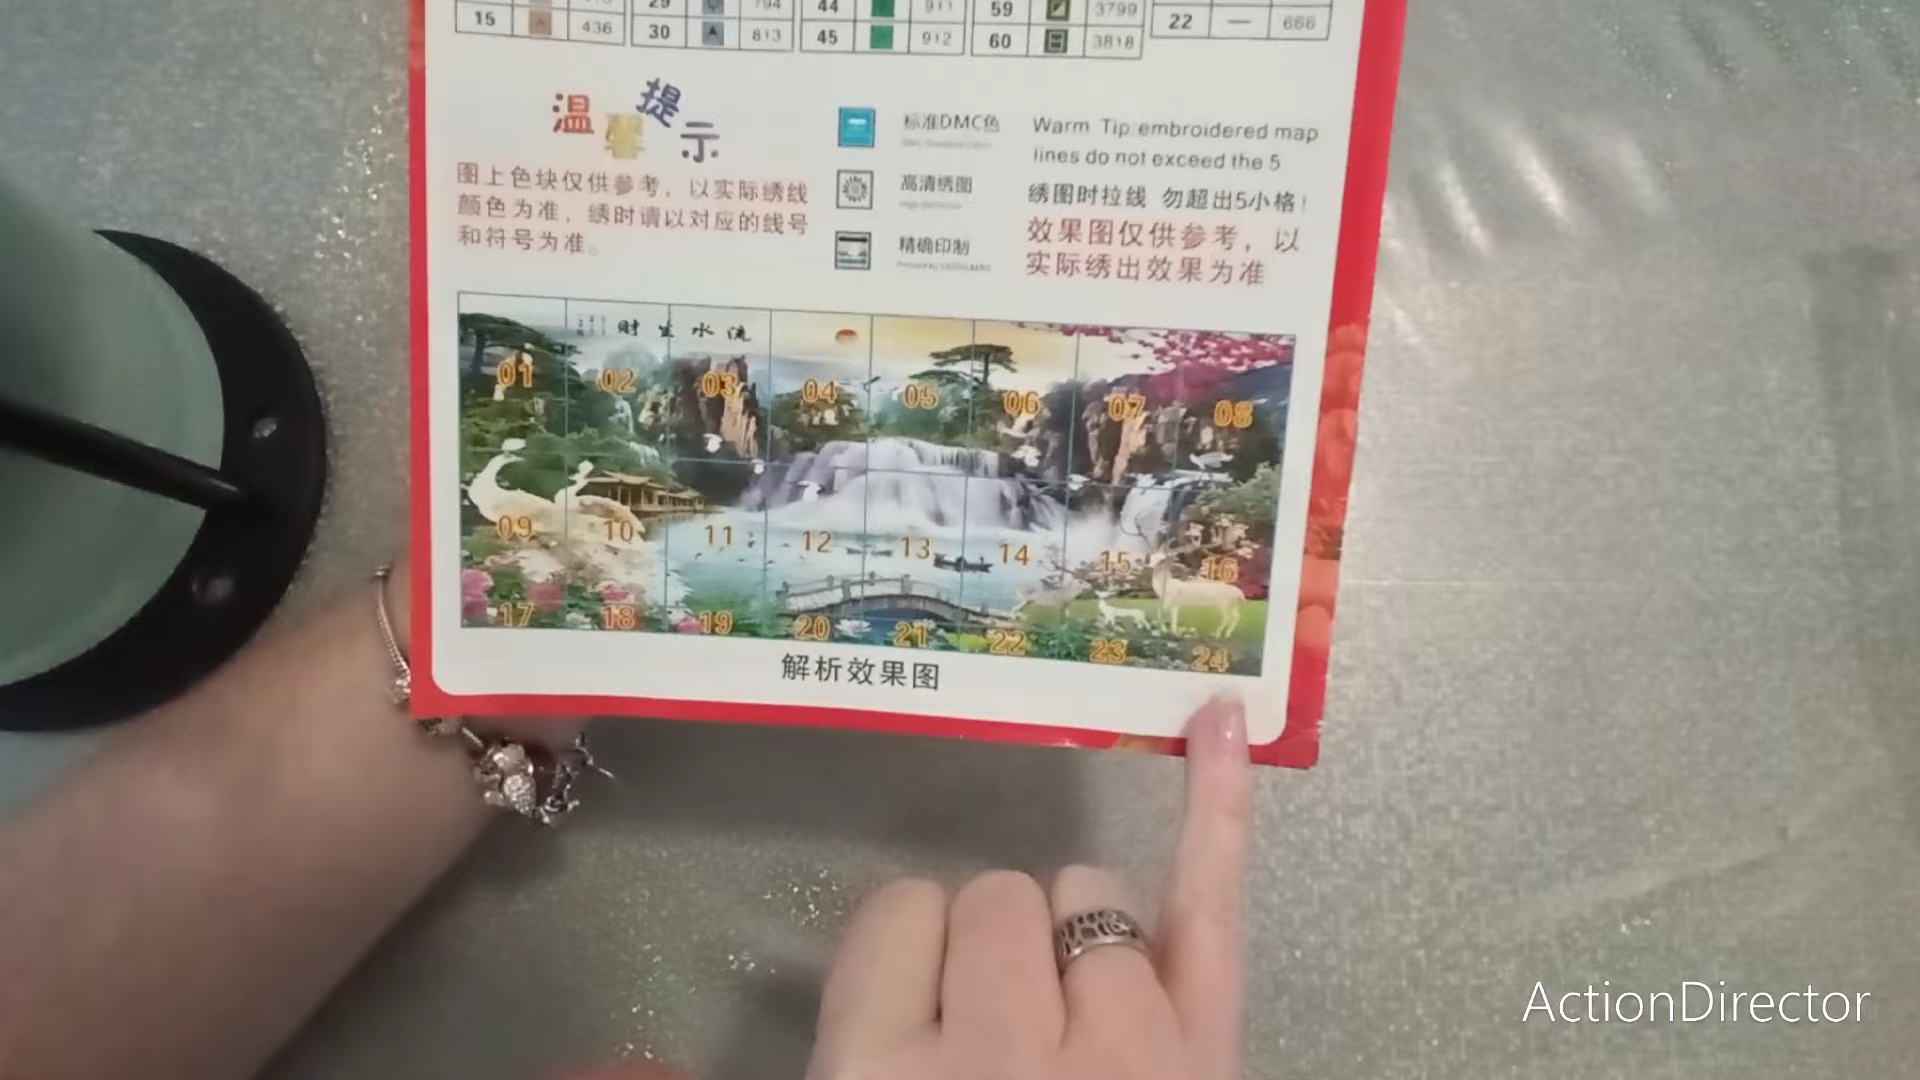 29 794 44 911 59 3799
15 436 30 813 45 912 60 3818 22 — 666
温馨提示
图上色块仅供参考，以实际绣线
颜色为准，绣时请以对应的线号
和符号为准。
标准DMC色
高清绣图
精确印制
Warm Tip:embroidered map
lines do not exceed the 5
绣图时拉线 勿超出5小格!
效果图仅供参考，以
实际绣出效果为准
财生水流
01 02 03 04 05 06 07 08
09 10 11 12 13 14 15 16
17 18 19 20 21 22 23 24
解析效果图
ActionDirector